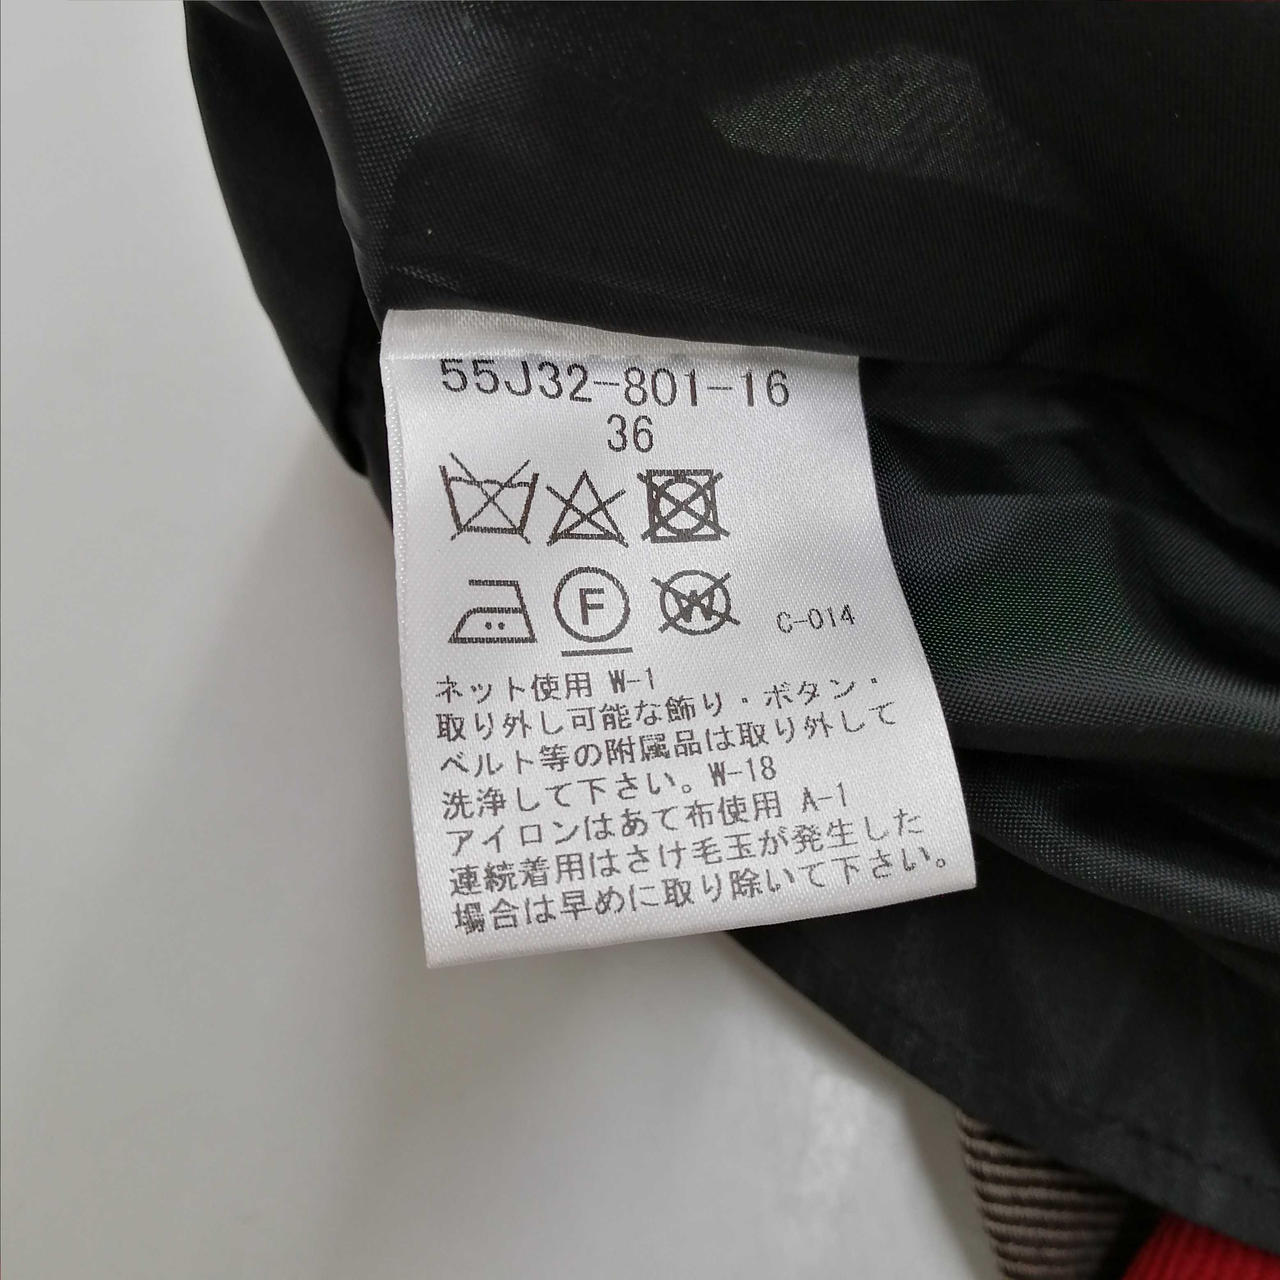 55J32-801-16
36
F
W
C-014
ネット使用 W-1
取り外し可能な飾り・ボタン・
ベルト等の附属品は取り外して
洗浄して下さい。W-18
アイロンはあて布使用 A-1
連続着用はさけ毛玉が発生した
場合は早めに取り除いて下さい。